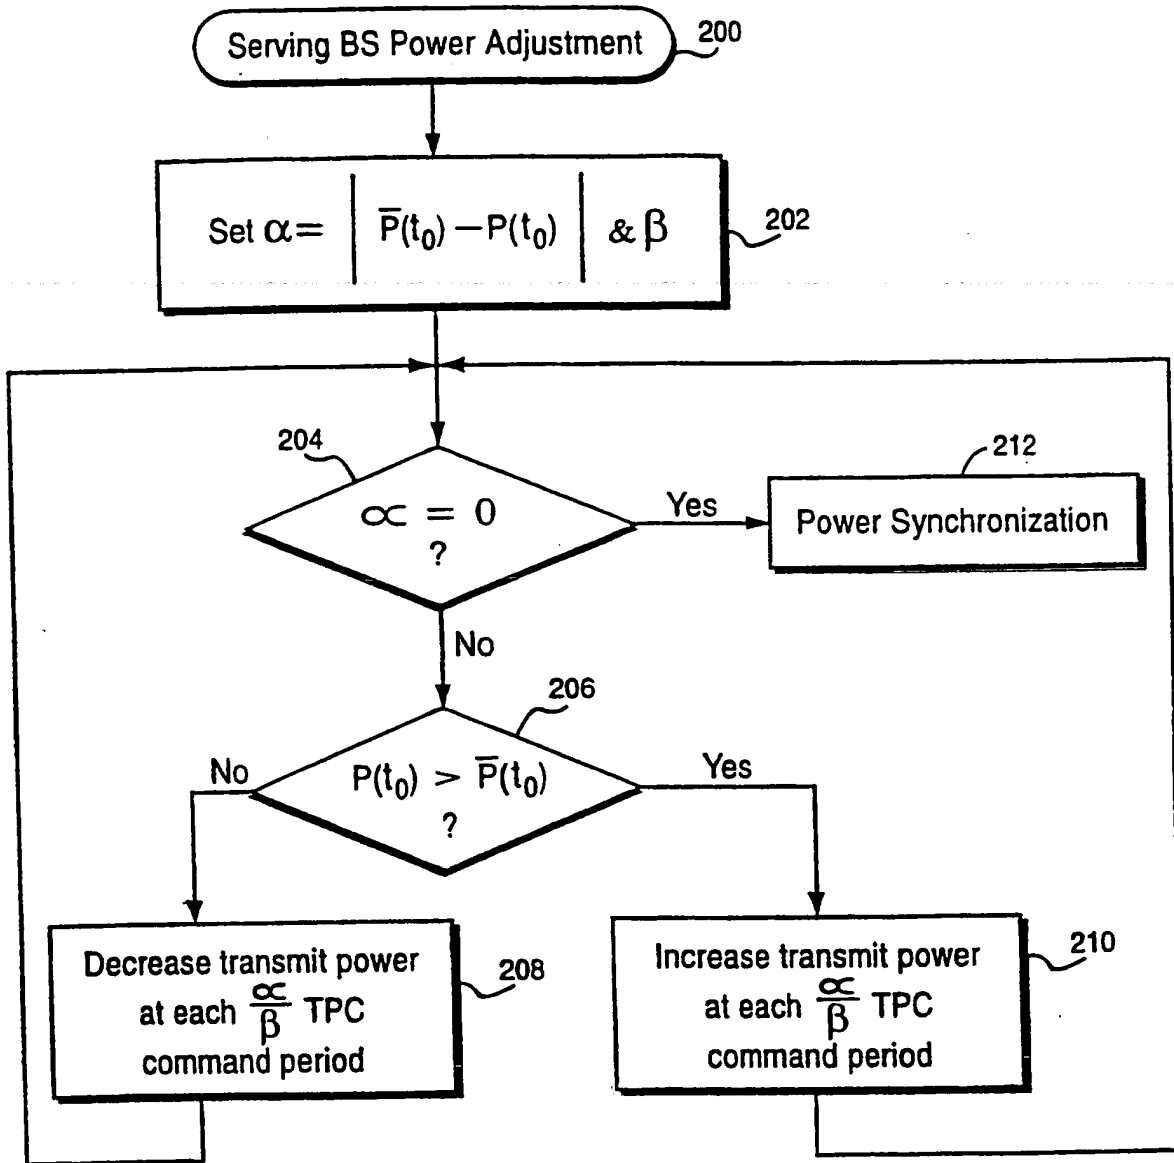 Serving BS Power Adjustment
200
Set α = | P̅(t₀) – P(t₀) | & β
202
204
∝ = 0
?
Yes
212
Power Synchronization
No
206
P(t₀) > P̅(t₀)
?
No
Yes
Decrease transmit power
at each ∝/β TPC
command period
208
Increase transmit power
at each ∝/β TPC
command period
210